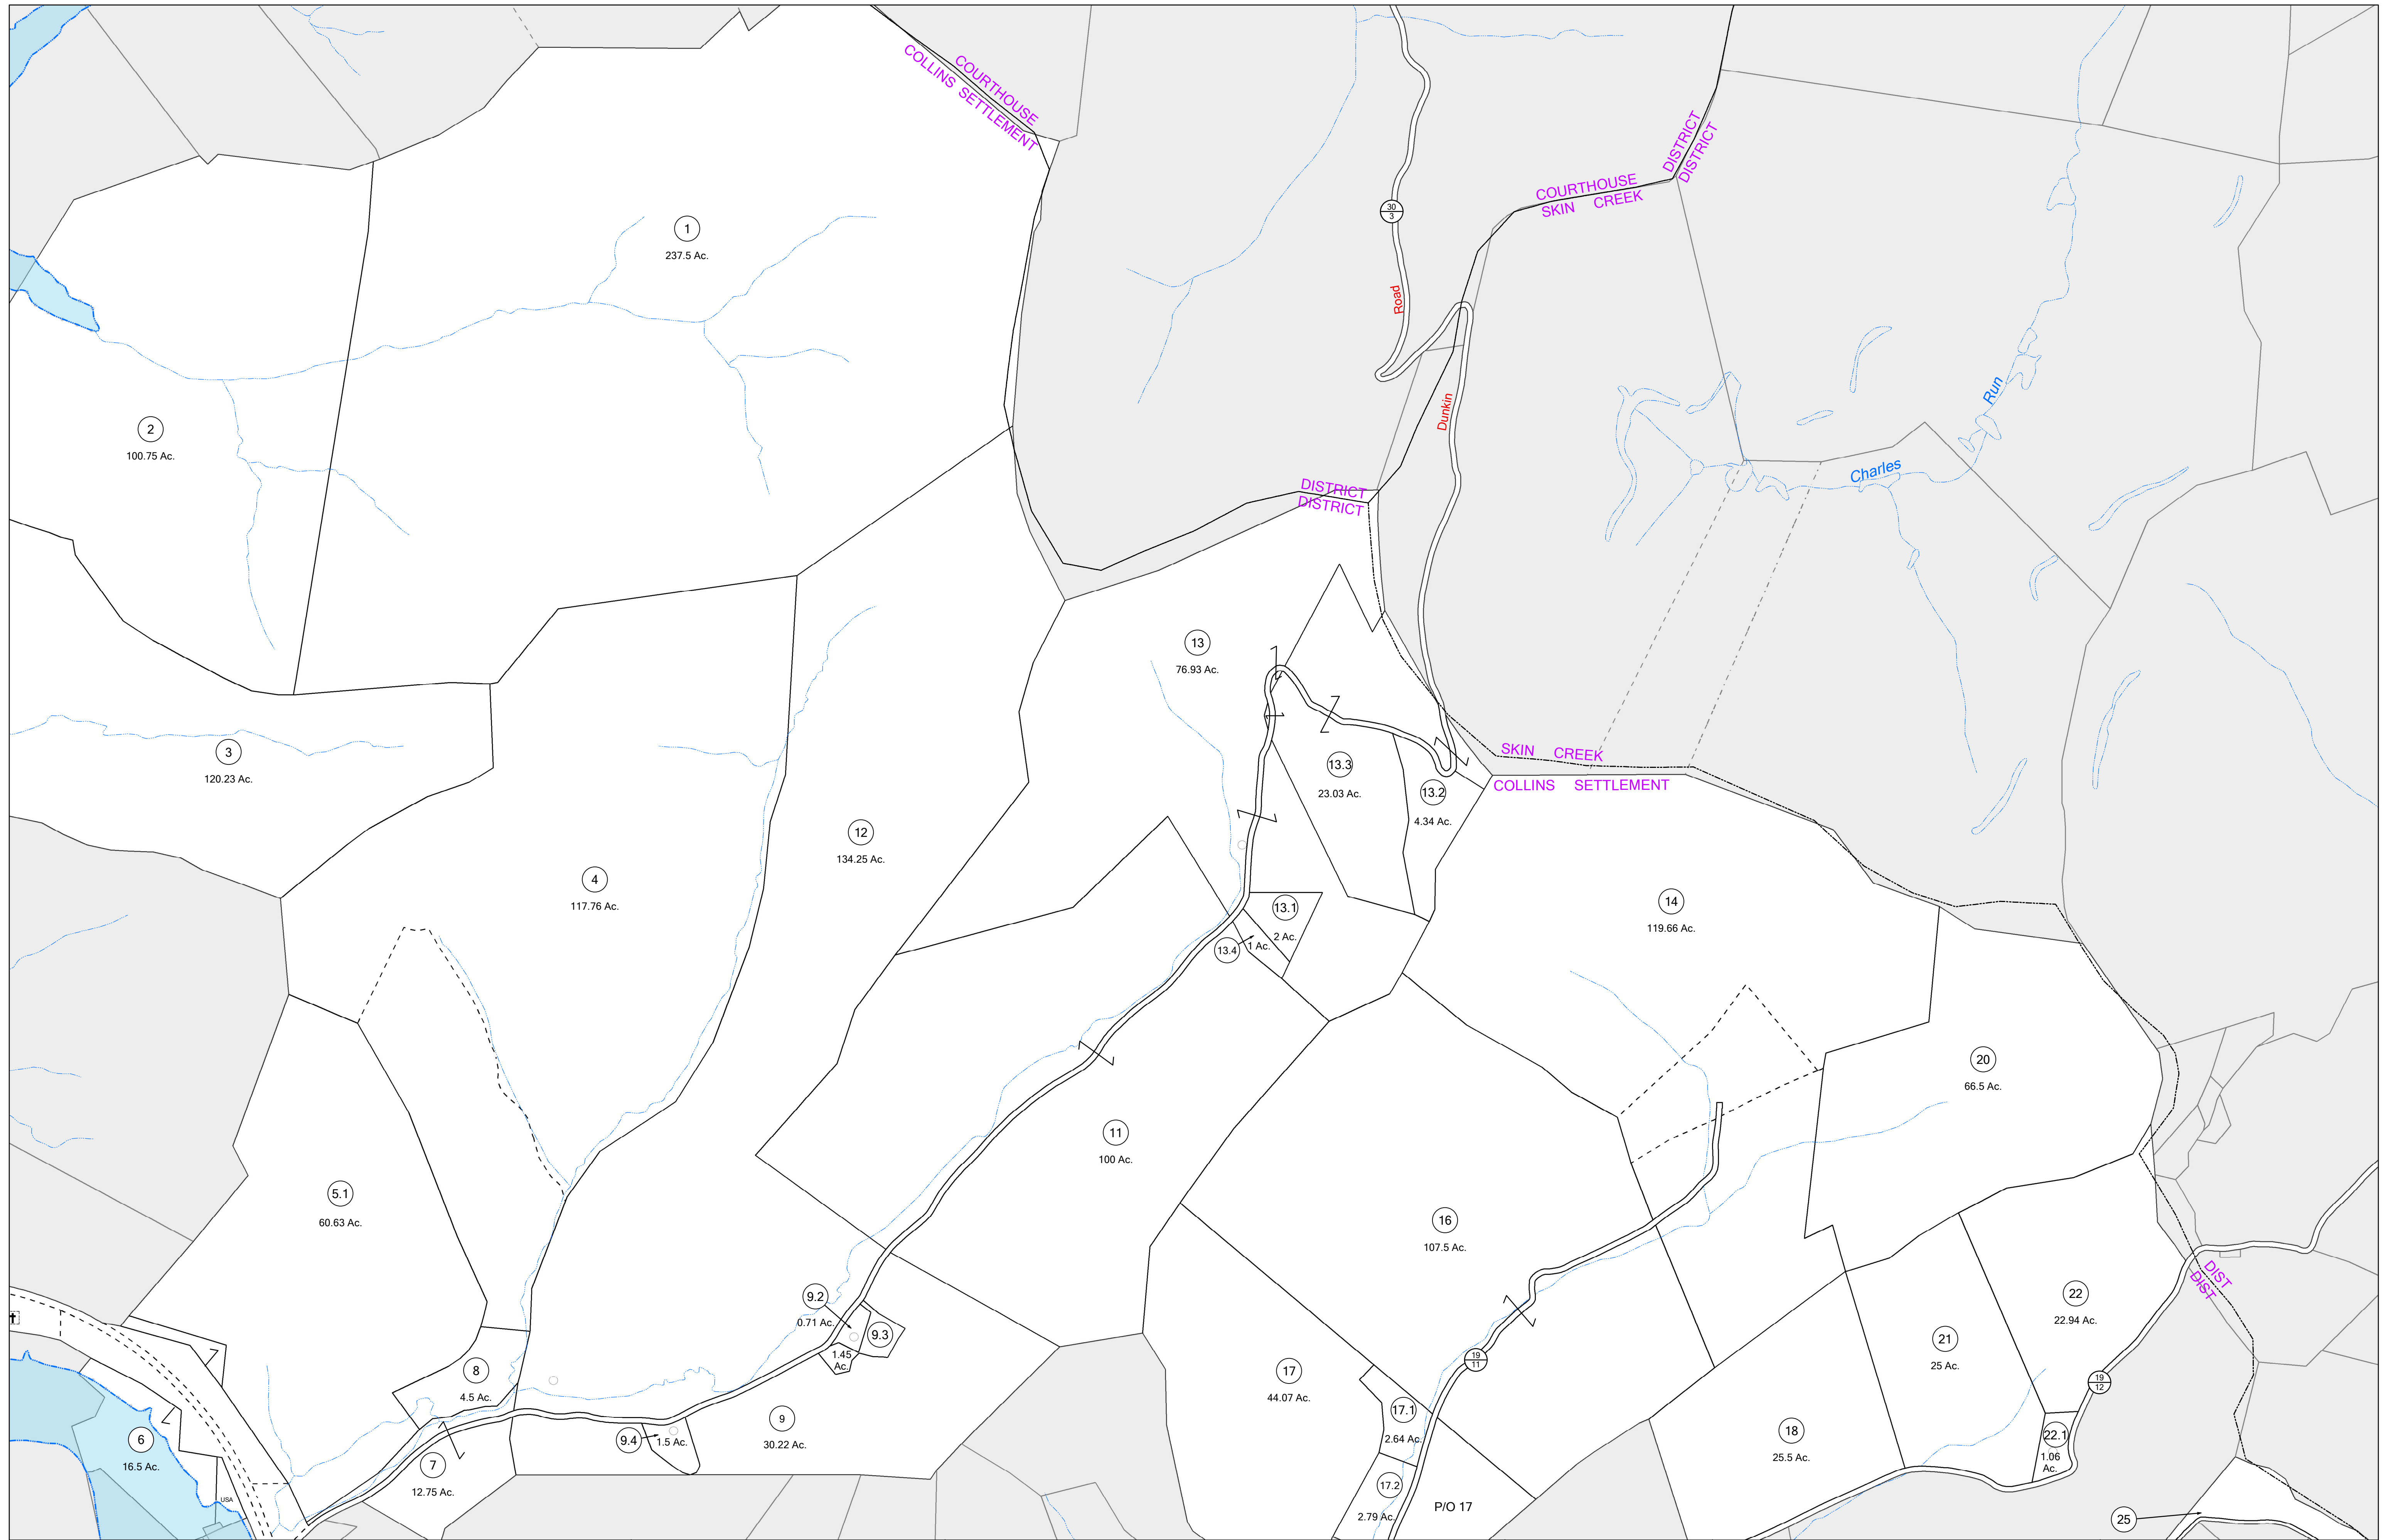 COURTHOUSE
COLLINS SETTLEMENT
DISTRICT
DISTRICT
COURTHOUSE
SKIN CREEK
30
3
1
237.5 Ac.
Road
Run
Dunkin
2
100.75 Ac.
Charles
DISTRICT
DISTRICT
13
76.93 Ac.
3
120.23 Ac.
SKIN CREEK
COLLINS SETTLEMENT
13.3
23.03 Ac.
13.2
4.34 Ac.
12
134.25 Ac.
4
117.76 Ac.
14
119.66 Ac.
13.1
2 Ac.
13.4
1 Ac.
20
66.5 Ac.
11
100 Ac.
5.1
60.63 Ac.
16
107.5 Ac.
DIST
DIST
9.2
0.71 Ac.
22
22.94 Ac.
9.3
1.45
Ac.
21
25 Ac.
19
11
8
4.5 Ac.
17
44.07 Ac.
19
12
17.1
2.64 Ac.
9
30.22 Ac.
9.4
1.5 Ac.
6
16.5 Ac.
18
25.5 Ac.
22.1
1.06
Ac.
7
12.75 Ac.
17.2
2.79 Ac.
USA
P/O 17
25